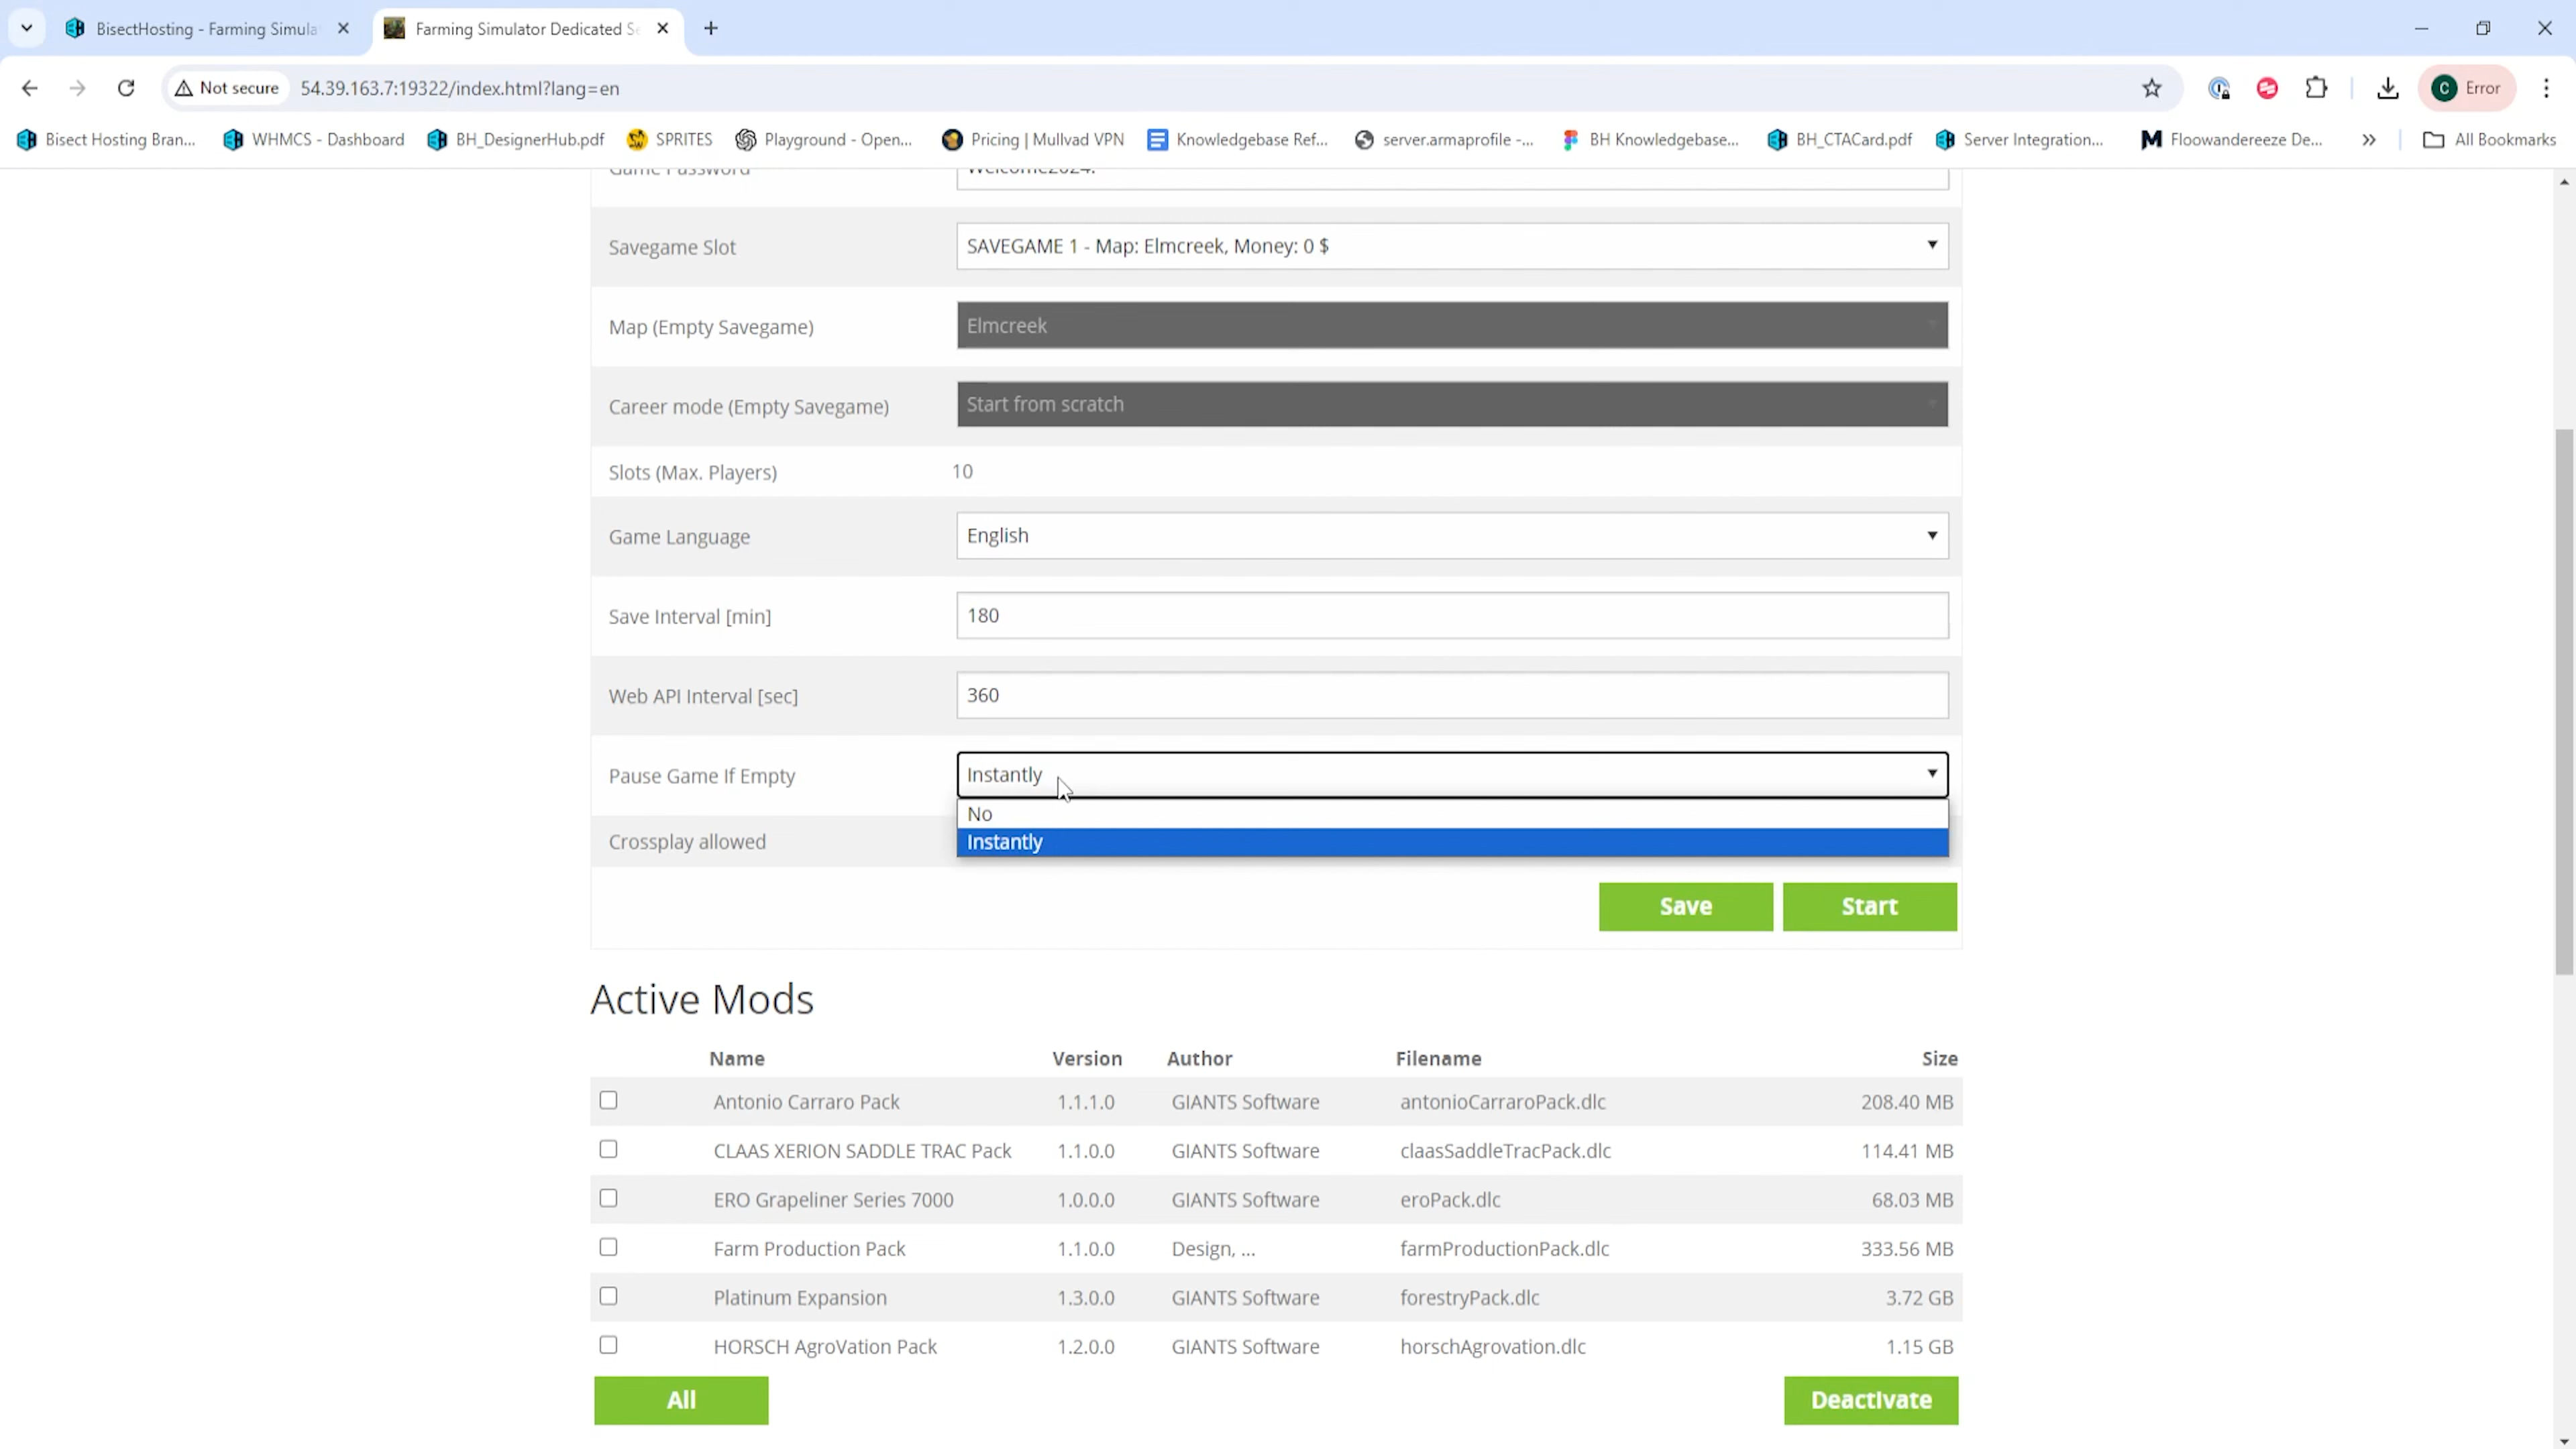 BisectHosting - Farming Simula
Farming Simulator Dedicated Se
Not secure
54.39.163.7:19322/index.html?lang=en
C Error
Bisect Hosting Bran...
WHMCS - Dashboard
BH_DesignerHub.pdf
SPRITES
Playground - Open...
Pricing | Mullvad VPN
Knowledgebase Ref...
server.armaprofile -...
BH Knowledgebase...
BH_CTACard.pdf
Server Integration...
Floowandereeze De...
All Bookmarks
Game Password
Welcome2024!
Savegame Slot
SAVEGAME 1 - Map: Elmcreek, Money: 0 $
Map (Empty Savegame)
Elmcreek
Career mode (Empty Savegame)
Start from scratch
Slots (Max. Players)
10
Game Language
English
Save Interval [min]
180
Web API Interval [sec]
360
Pause Game If Empty
Instantly
No
Crossplay allowed
Instantly
Save
Start
Active Mods
Name Version Author Filename Size
Antonio Carraro Pack 1.1.1.0 GIANTS Software antonioCarraroPack.dlc 208.40 MB
CLAAS XERION SADDLE TRAC Pack 1.1.0.0 GIANTS Software claasSaddleTracPack.dlc 114.41 MB
ERO Grapeliner Series 7000 1.0.0.0 GIANTS Software eroPack.dlc 68.03 MB
Farm Production Pack 1.1.0.0 Design, ... farmProductionPack.dlc 333.56 MB
Platinum Expansion 1.3.0.0 GIANTS Software forestryPack.dlc 3.72 GB
HORSCH AgroVation Pack 1.2.0.0 GIANTS Software horschAgrovation.dlc 1.15 GB
All
Deactivate